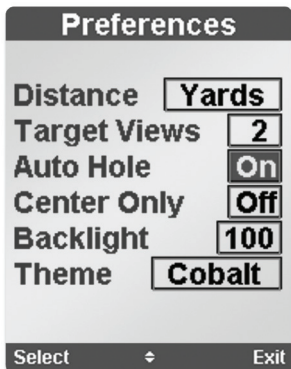 Preferences
Distance Yards
Target Views 2
Auto Hole On
Center Only Off
Backlight 100
Theme Cobalt
Select Exit